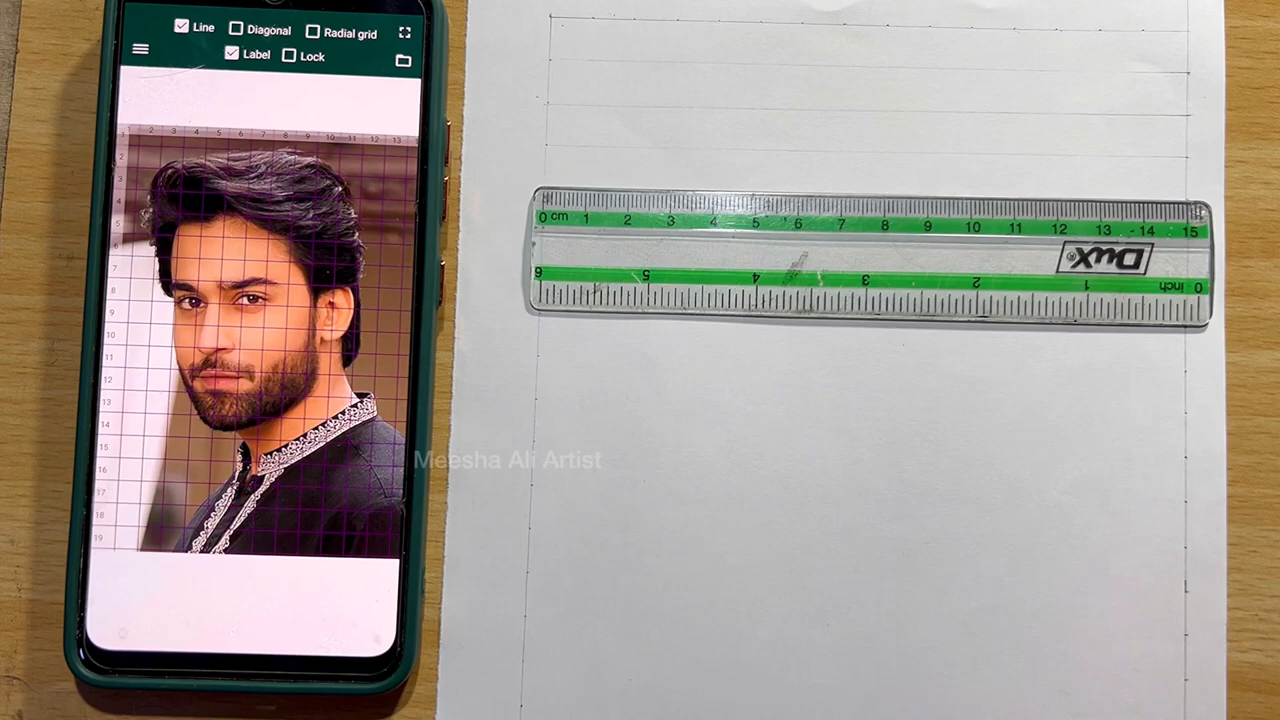 Line Diagonal Radial grid
Label Lock
1 2 3 4 5 6 7 8 9 10 11 12 13
2
3
4
5
6
7
8
9
10
11
12
13
14
15
16
17
18
19
Meesha Ali Artist
0 cm 1 2 3 4 5 6 7 8 9 10 11 12 13 14 15
Dux®
6 5 4 3 2 1 inch 0